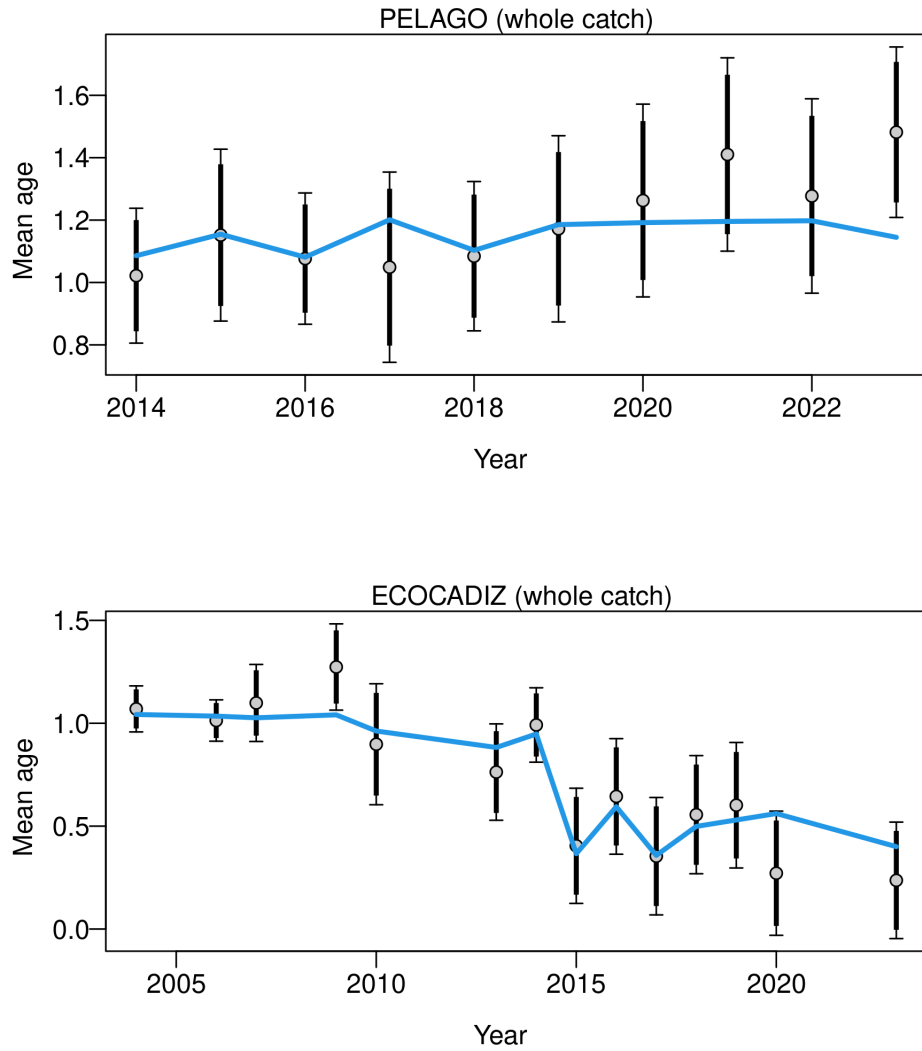 PELAGO (whole catch)
Mean age
1.6
1.4
1.2
1.0
0.8
2014 2016 2018 2020 2022
Year
ECOCADIZ (whole catch)
Mean age
1.5
1.0
0.5
0.0
2005 2010 2015 2020
Year